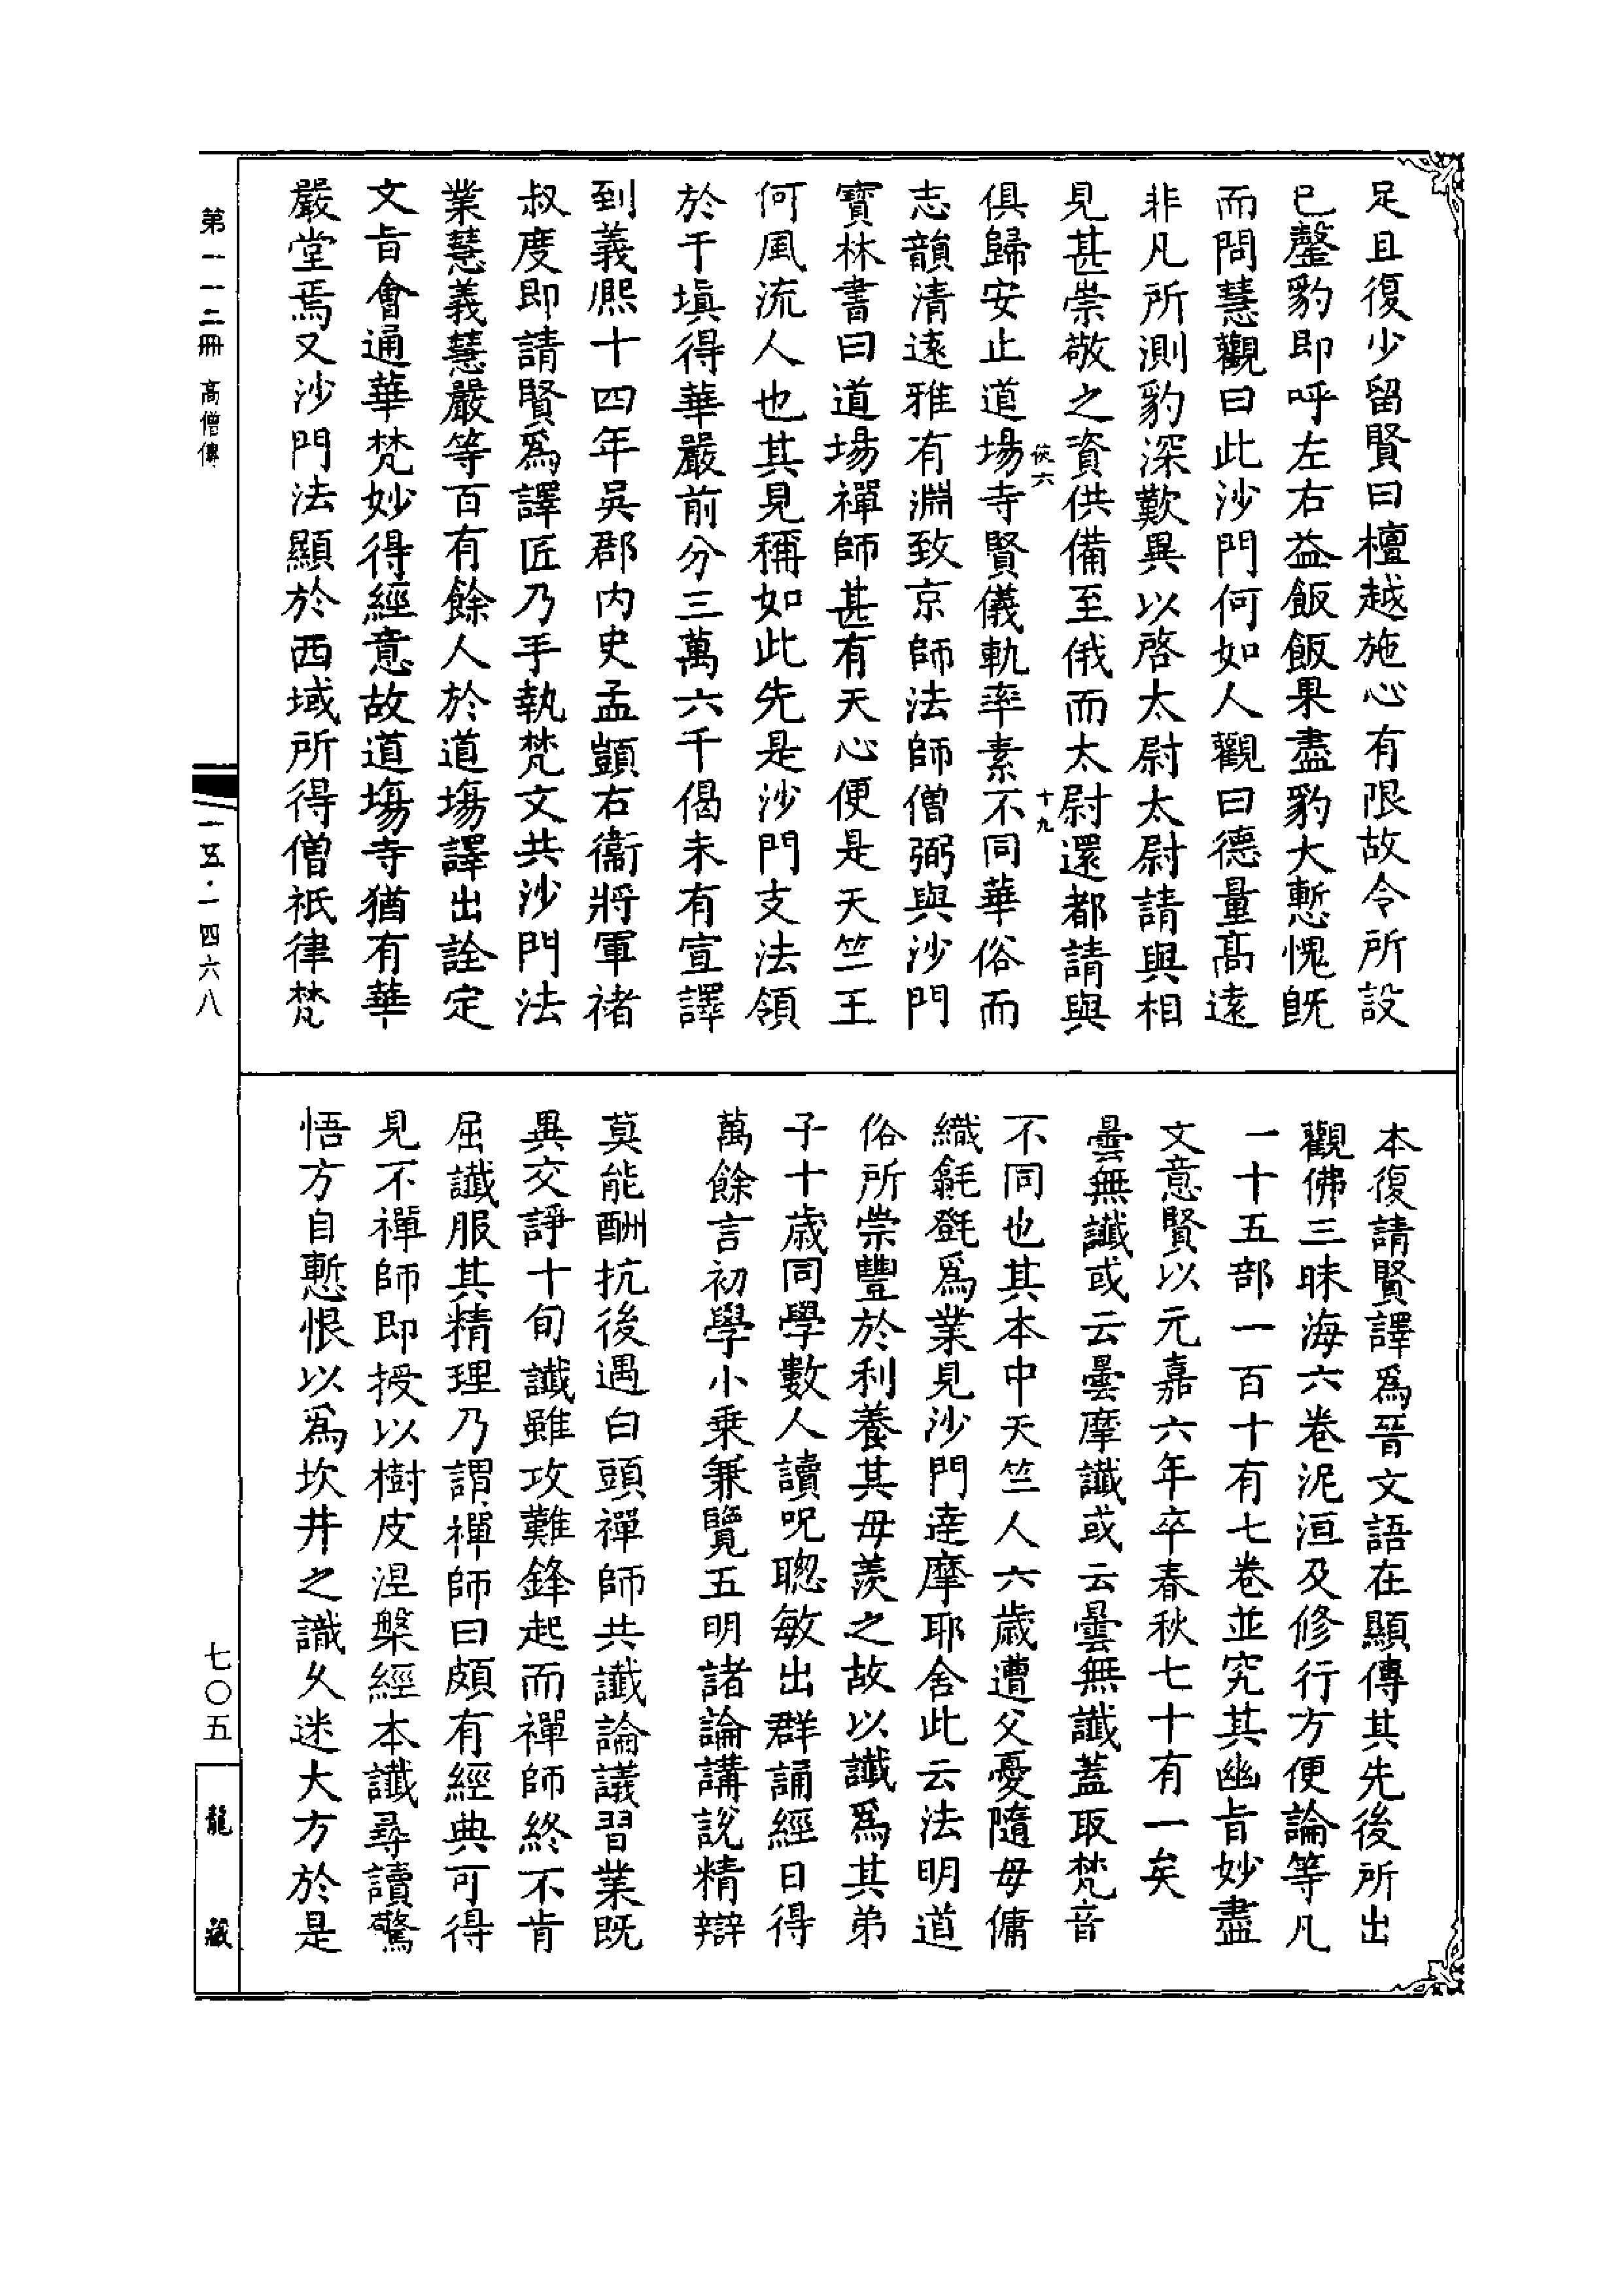 足且復少留賢曰檀越施心有限故令所設
已罄豹即呼左右益飯飯果盡豹大慙愧既
而問慧觀曰此沙門何如人觀曰德量高遠
非凡所測豹深歎異以啓太尉太尉請與相
見甚崇敬之資供備至俄而太尉還都請與
俠六
十九
俱歸安止道場寺賢儀軌率素不同華俗而
志韻清遠雅有淵致京師法師僧弼與沙門
寶林書曰道場禪師甚有天心便是天竺王
何風流人也其見稱如此先是沙門支法領
於于塡得華嚴前分三萬六千偈未有宣譯
到義熙十四年吳郡內史孟顗右衞將軍禇
叔度即請賢爲譯匠乃手執梵文共沙門法
業慧義慧嚴等百有餘人於道塲譯出詮定
文旨會通華梵妙得經意故道塲寺猶有華
嚴堂焉又沙門法顯於西域所得僧祇律梵
本復請賢譯爲晉文語在顯傳其先後所出
觀佛三昧海六卷泥洹及修行方便論等凡
一十五部一百十有七卷並究其幽旨妙盡
文意賢以元嘉六年卒春秋七十有一矣
曇無讖或云曇摩讖或云曇無讖蓋取梵音
不同也其本中天竺人六歲遭父憂隨毋傭
織毾㲪爲業見沙門達摩耶舍此云法明道
俗所崇豐於利養其毋羨之故以讖爲其弟
子十歲同學數人讀呪聰敏出群誦經日得
萬餘言初學小乗兼覽五明諸論講說精辯
莫能酬抗後遇白頭禪師共讖論議習業既
異交諍十旬讖雖攻難鋒起而禪師終不肯
屈讖服其精理乃謂禪師曰頗有經典可得
見不禪師即授以樹皮涅槃經本讖尋讀驚
悟方自慙恨以爲坎井之識久迷大方於是
第一一二冊 高僧傳
一五·一四六八
七〇五
龍藏